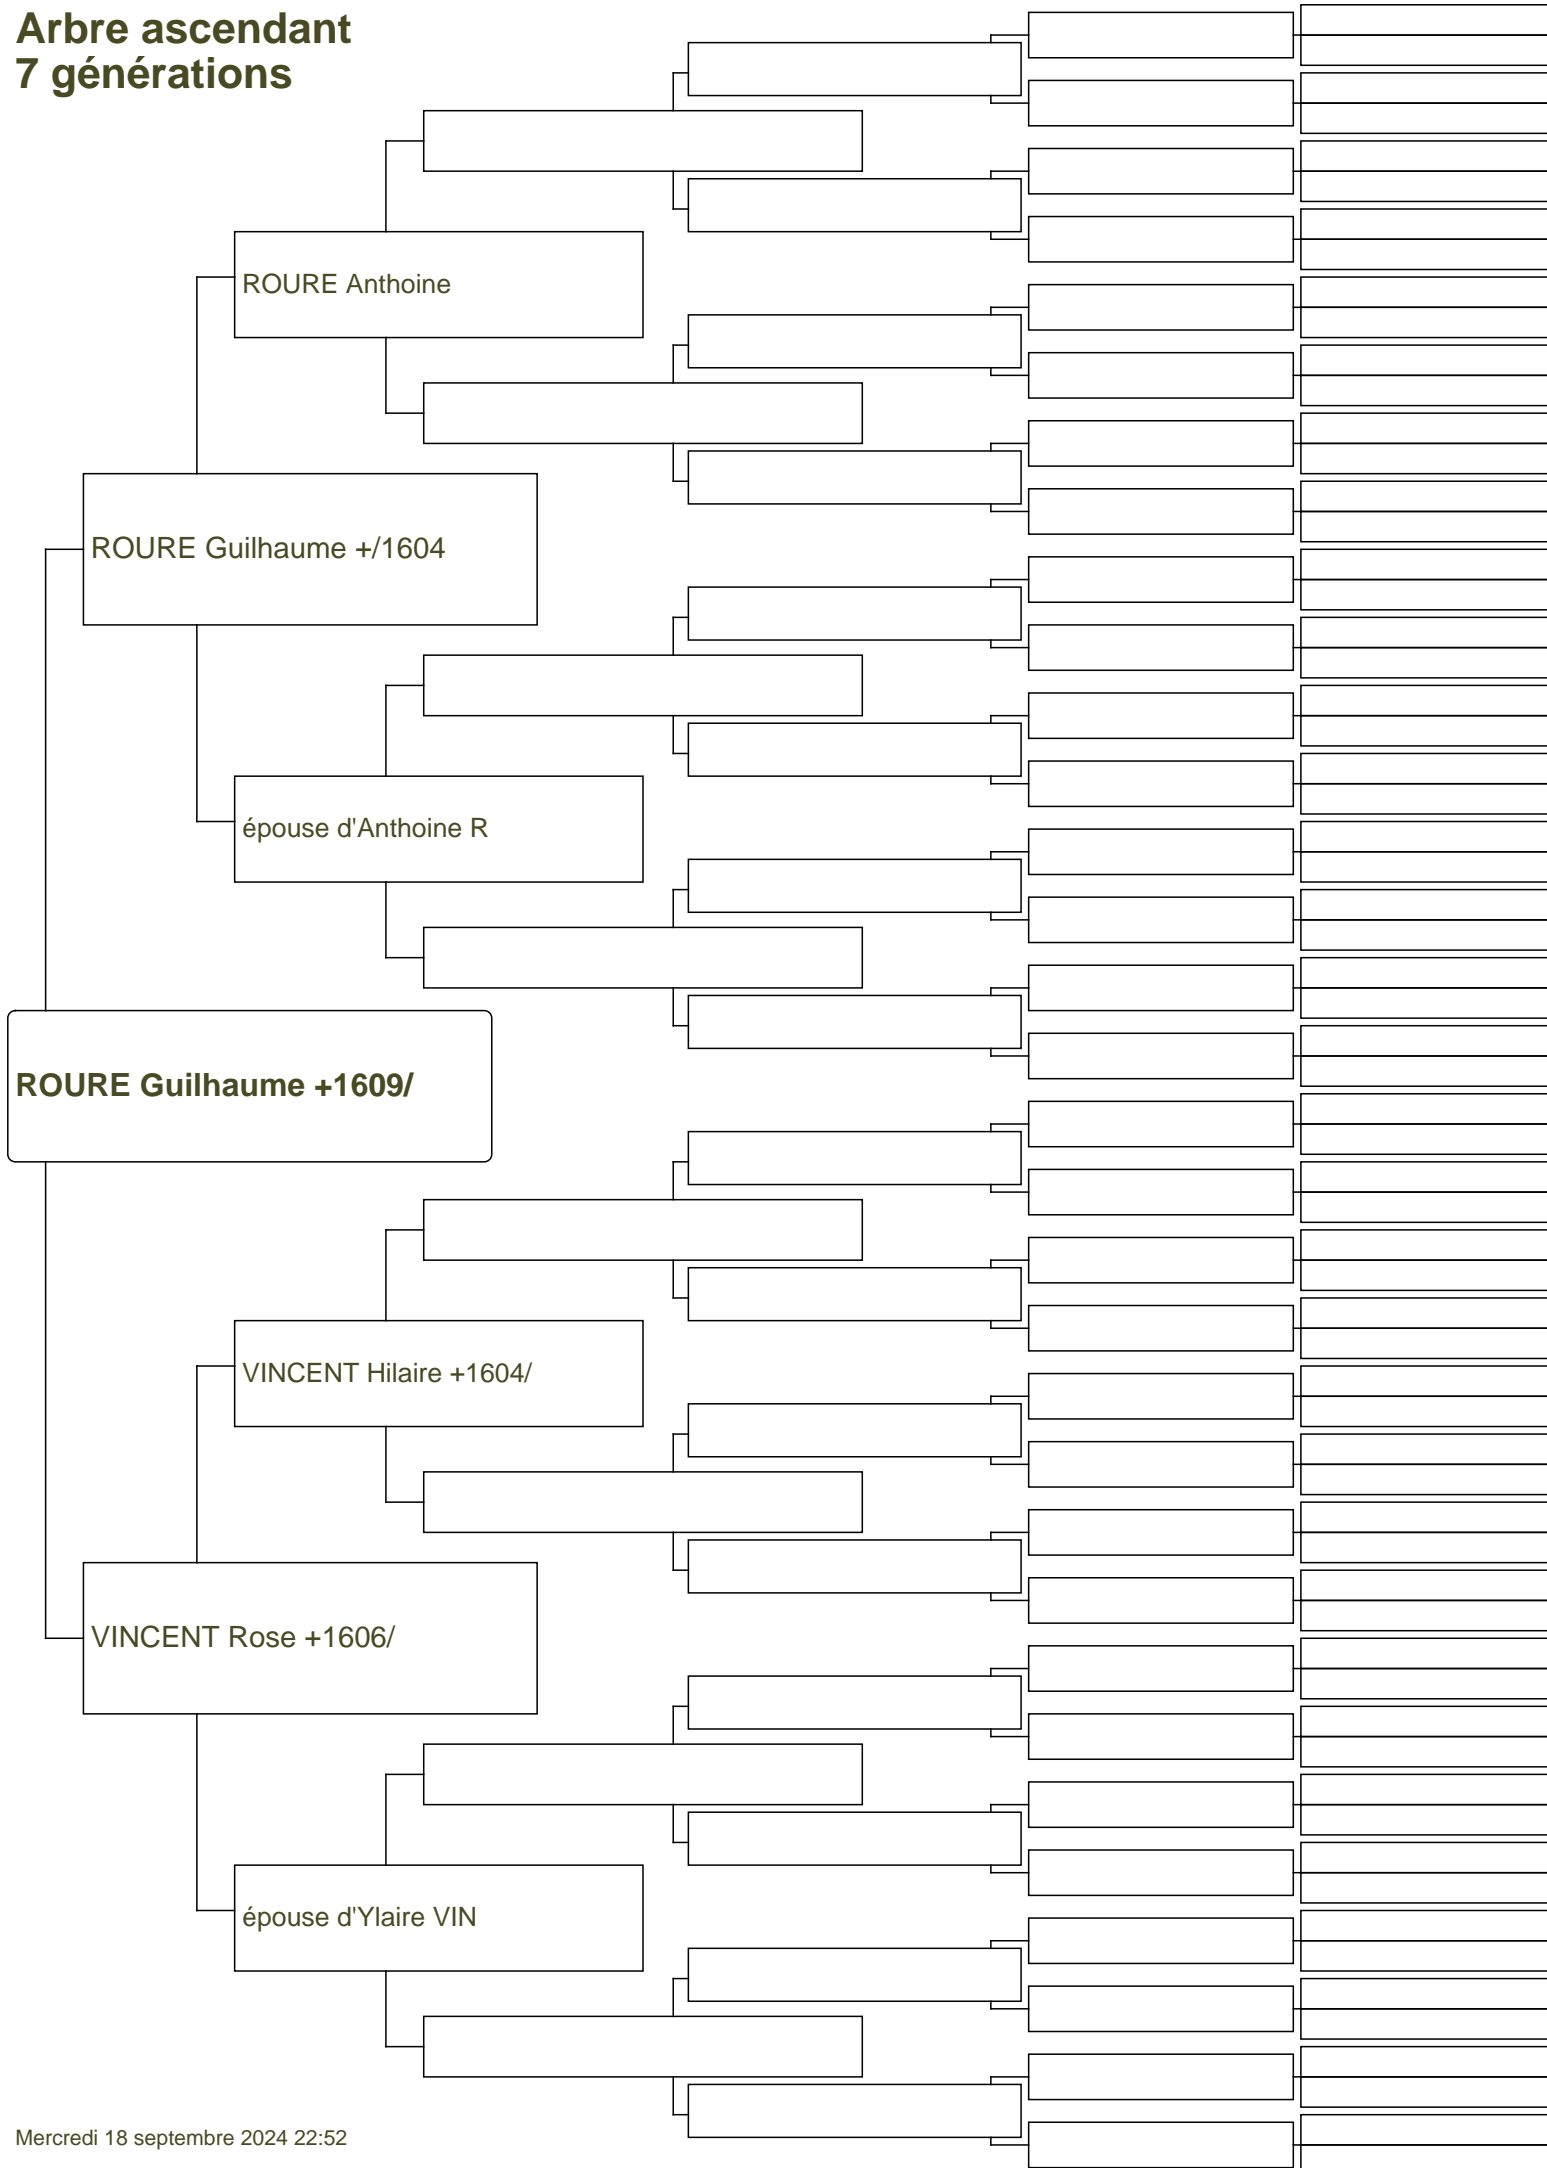 Arbre ascendant
7 générations
ROURE Anthoine
ROURE Guilhaume +/1604
épouse d'Anthoine R
ROURE Guilhaume +1609/
VINCENT Hilaire +1604/
VINCENT Rose +1606/
épouse d'Ylaire VIN
Mercredi 18 septembre 2024 22:52